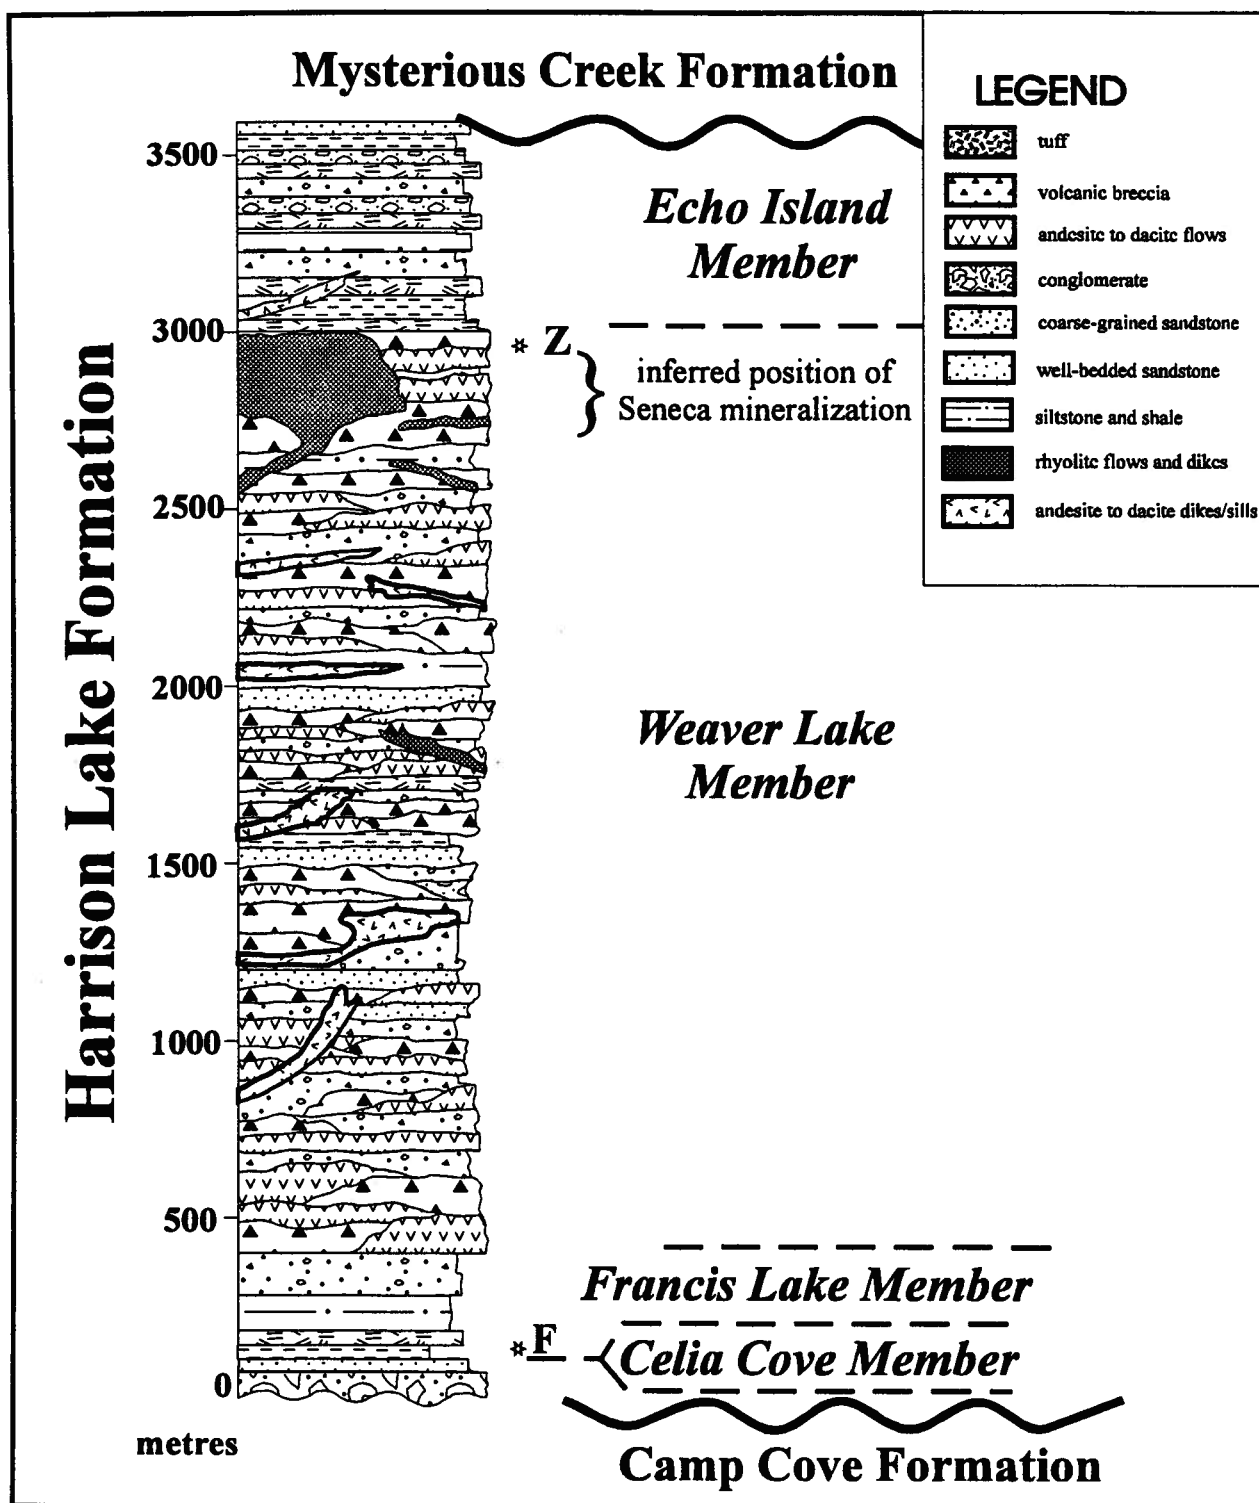 Mysterious Creek Formation
LEGEND
tuff
volcanic breccia
andesite to dacite flows
conglomerate
coarse-grained sandstone
well-bedded sandstone
siltstone and shale
rhyolite flows and dikes
andesite to dacite dikes/sills
Harrison Lake Formation
3500
3000
2500
2000
1500
1000
500
0
metres
Echo Island
Member
* Z
inferred position of
Seneca mineralization
Weaver Lake
Member
Francis Lake Member
* F
Celia Cove Member
Camp Cove Formation